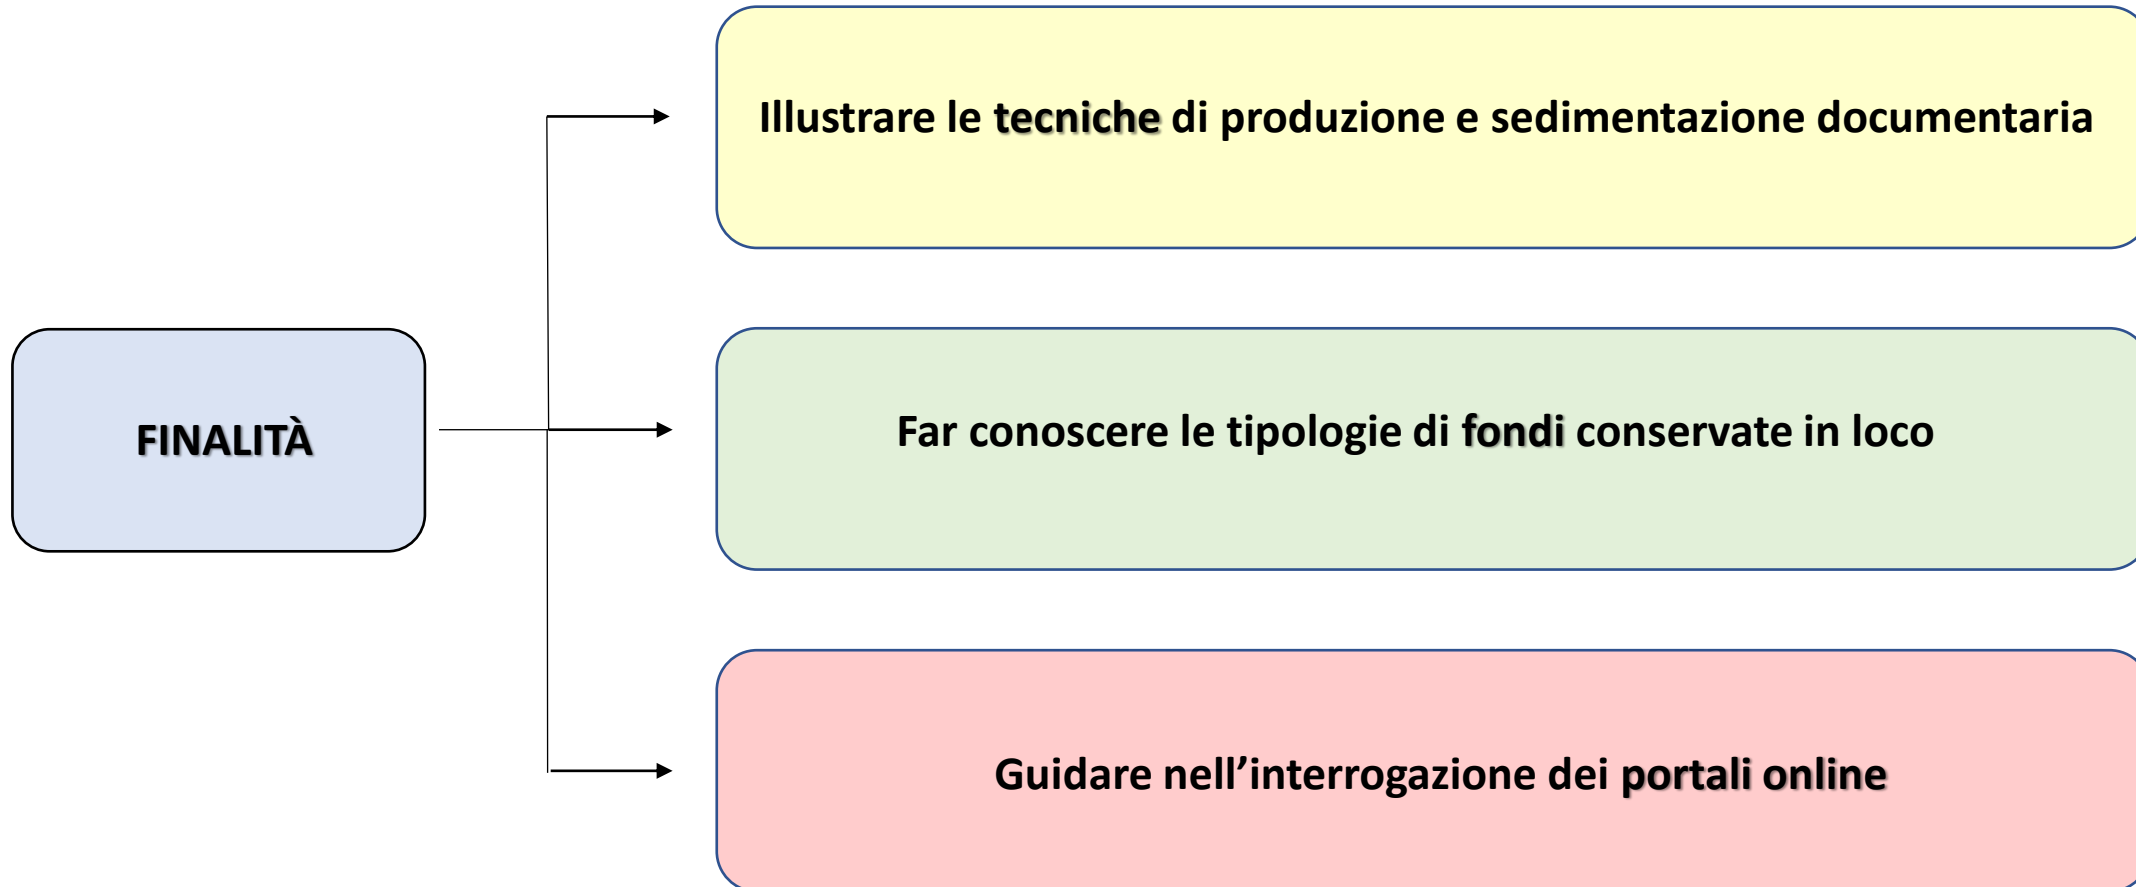 Illustrare le tecniche di produzione e sedimentazione documentaria
FINALITÀ
Far conoscere le tipologie di fondi conservate in loco
Guidare nell’interrogazione dei portali online